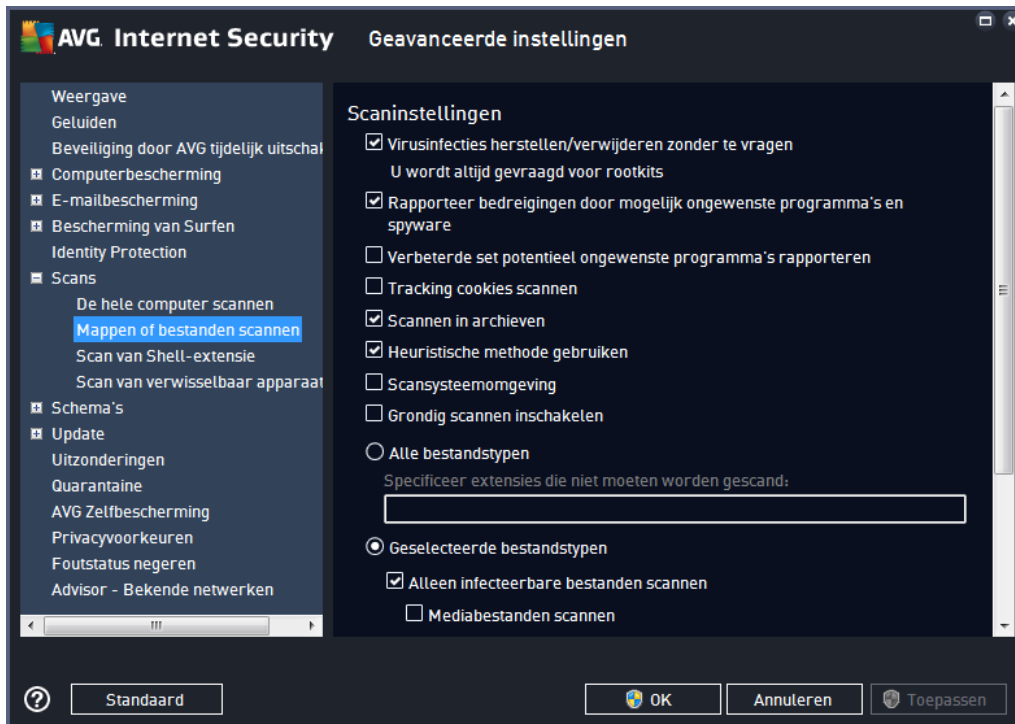 AVG. Internet Security
Geavanceerde instellingen
Weergave
Geluiden
Beveiliging door AVG tijdelijk uitschak
Computerbescherming
E-mailbescherming
Bescherming van Surfen
Identity Protection
Scans
De hele computer scannen
Mappen of bestanden scannen
Scan van Shell-extensie
Scan van verwisselbaar apparaat
Schema's
Update
Uitzonderingen
Quarantaine
AVG Zelfbescherming
Privacyvoorkeuren
Foutstatus negeren
Advisor - Bekende netwerken
Scaninstellingen
Virusinfecties herstellen/verwijderen zonder te vragen
U wordt altijd gevraagd voor rootkits
Rapporteer bedreigingen door mogelijk ongewenste programma's en
spyware
Verbeterde set potentieel ongewenste programma's rapporteren
Tracking cookies scannen
Scannen in archieven
Heuristische methode gebruiken
Scansysteemomgeving
Grondig scannen inschakelen
Alle bestandstypen
Specificeer extensies die niet moeten worden gescand:
Geselecteerde bestandstypen
Alleen infecteerbare bestanden scannen
Mediabestanden scannen
Standaard
OK
Annuleren
Toepassen